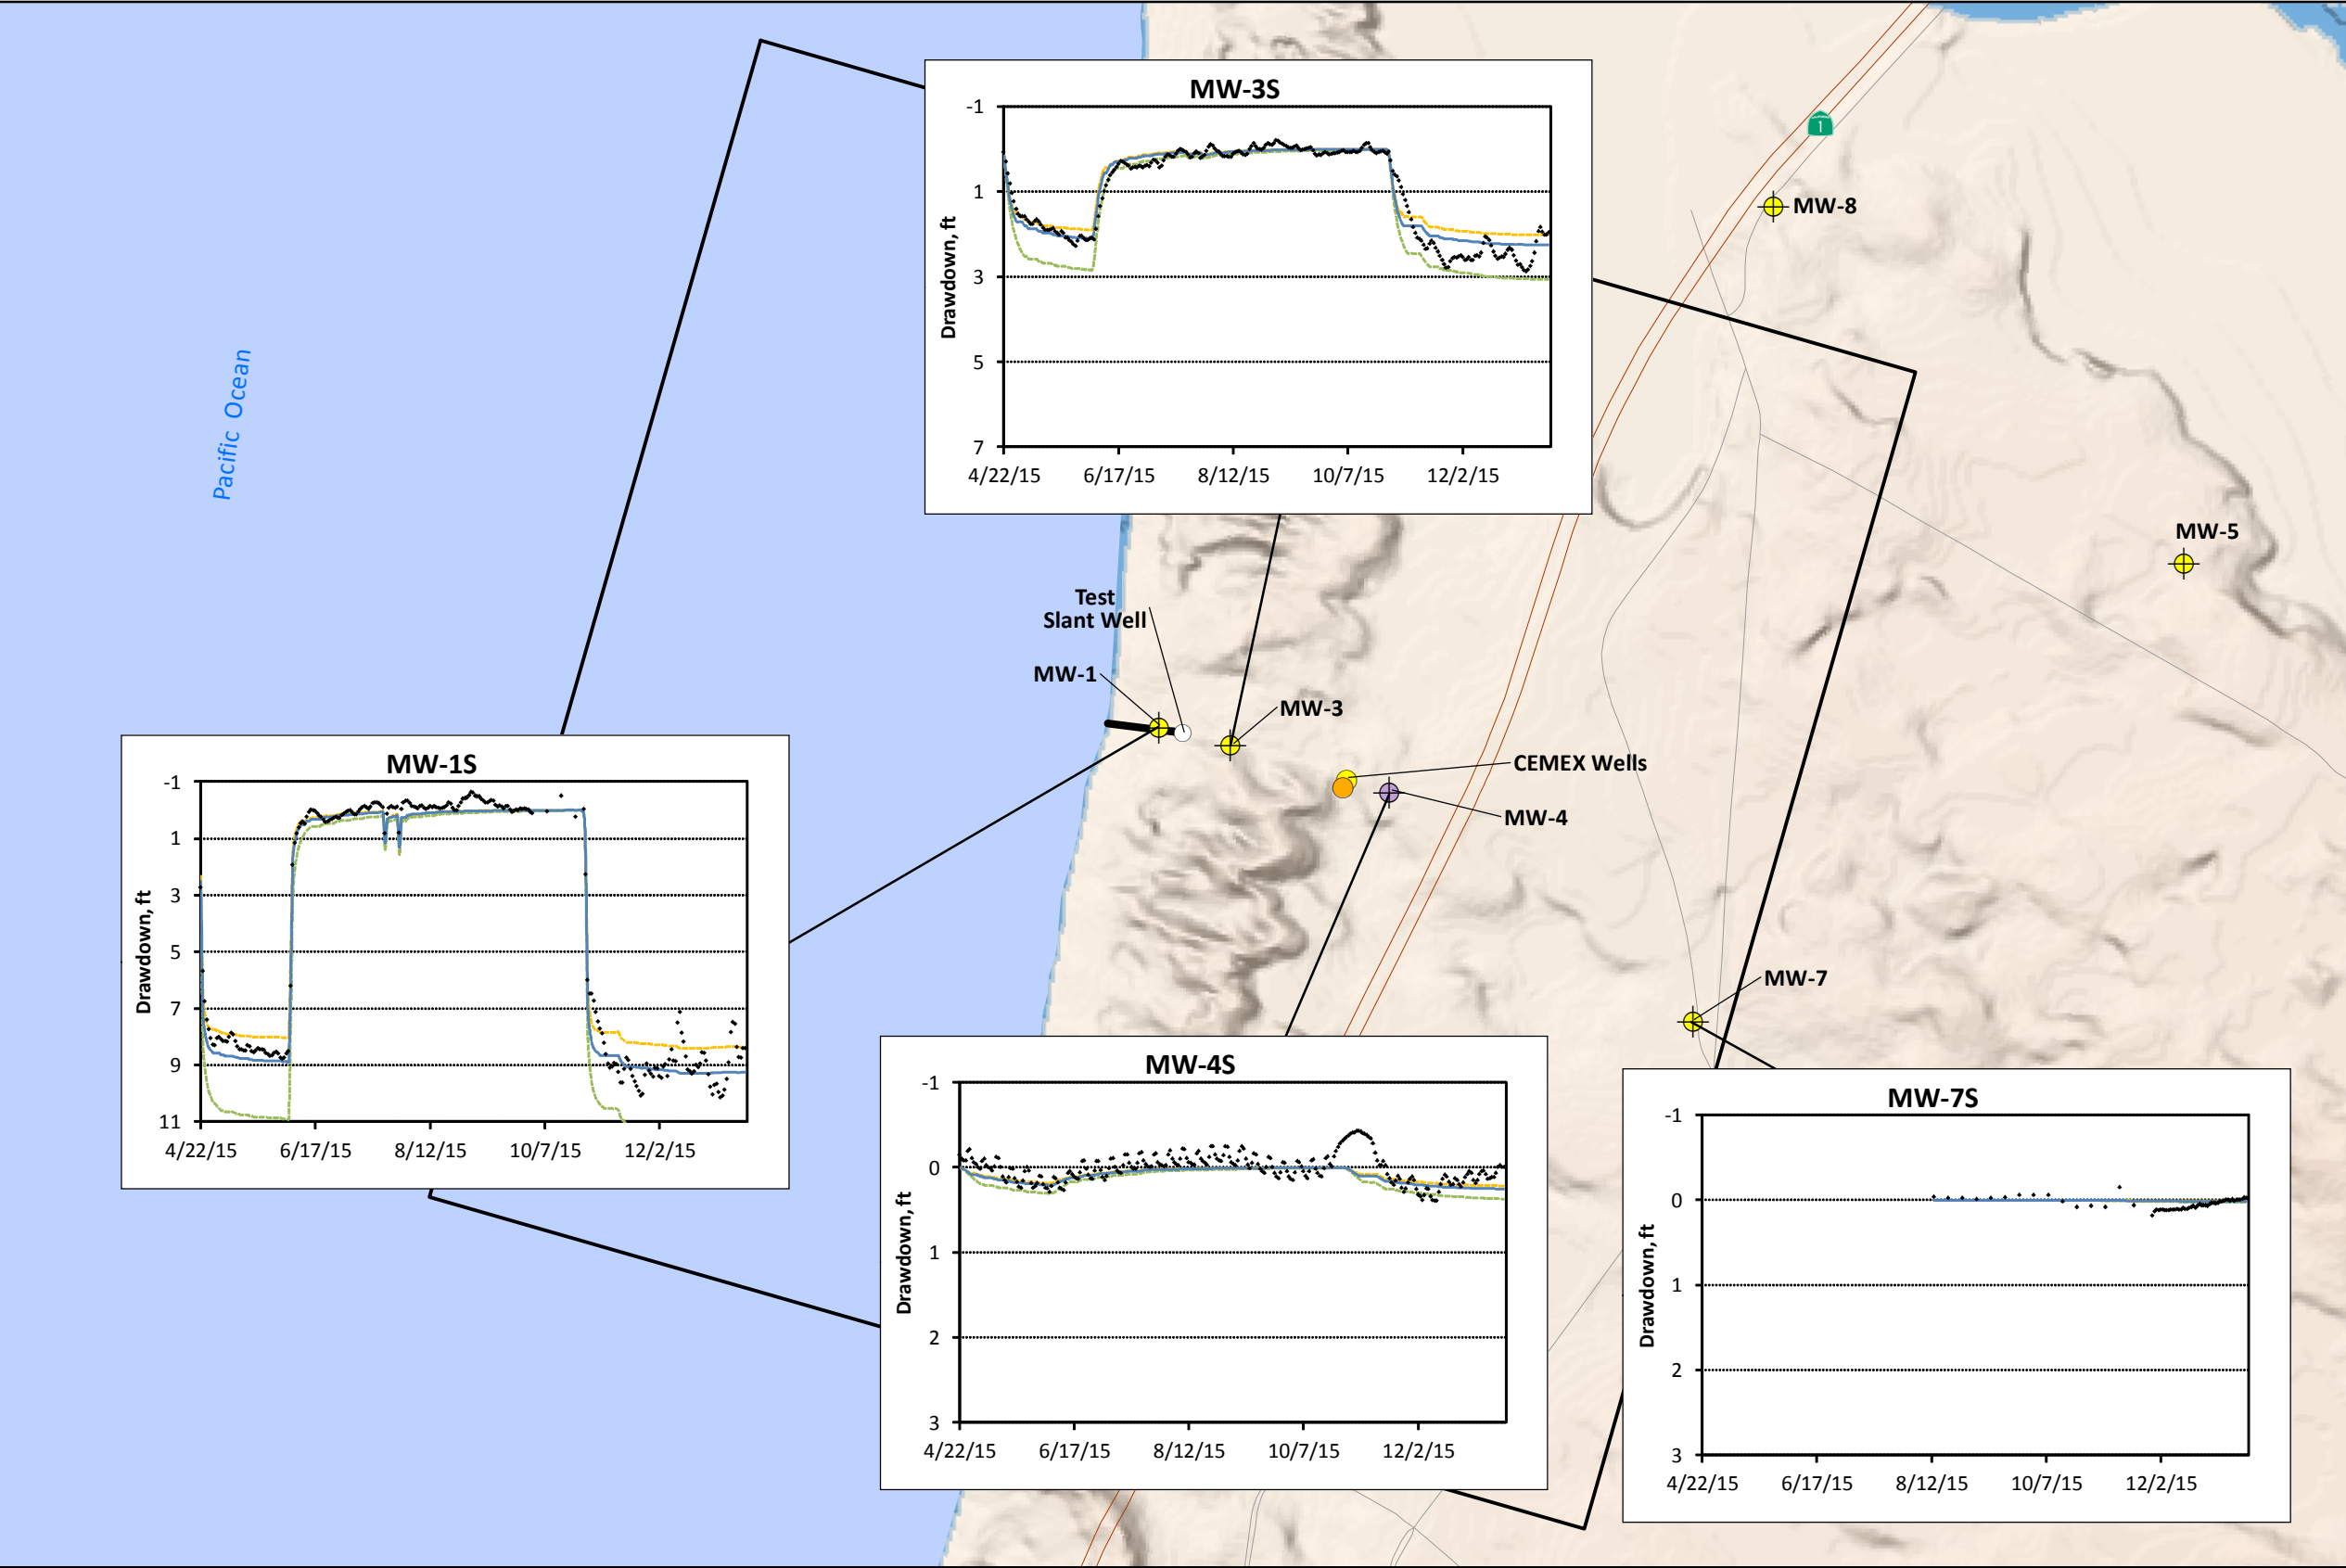 MW-3S
-1
1
3
5
7
Drawdown, ft
4/22/15 6/17/15 8/12/15 10/7/15 12/2/15
1
MW-8
Pacific Ocean
MW-5
Test
Slant Well
MW-1
MW-3
CEMEX Wells
MW-4
MW-7
MW-1S
-1
1
3
5
7
9
11
Drawdown, ft
4/22/15 6/17/15 8/12/15 10/7/15 12/2/15
MW-4S
-1
0
1
2
3
Drawdown, ft
4/22/15 6/17/15 8/12/15 10/7/15 12/2/15
MW-7S
-1
0
1
2
3
Drawdown, ft
4/22/15 6/17/15 8/12/15 10/7/15 12/2/15